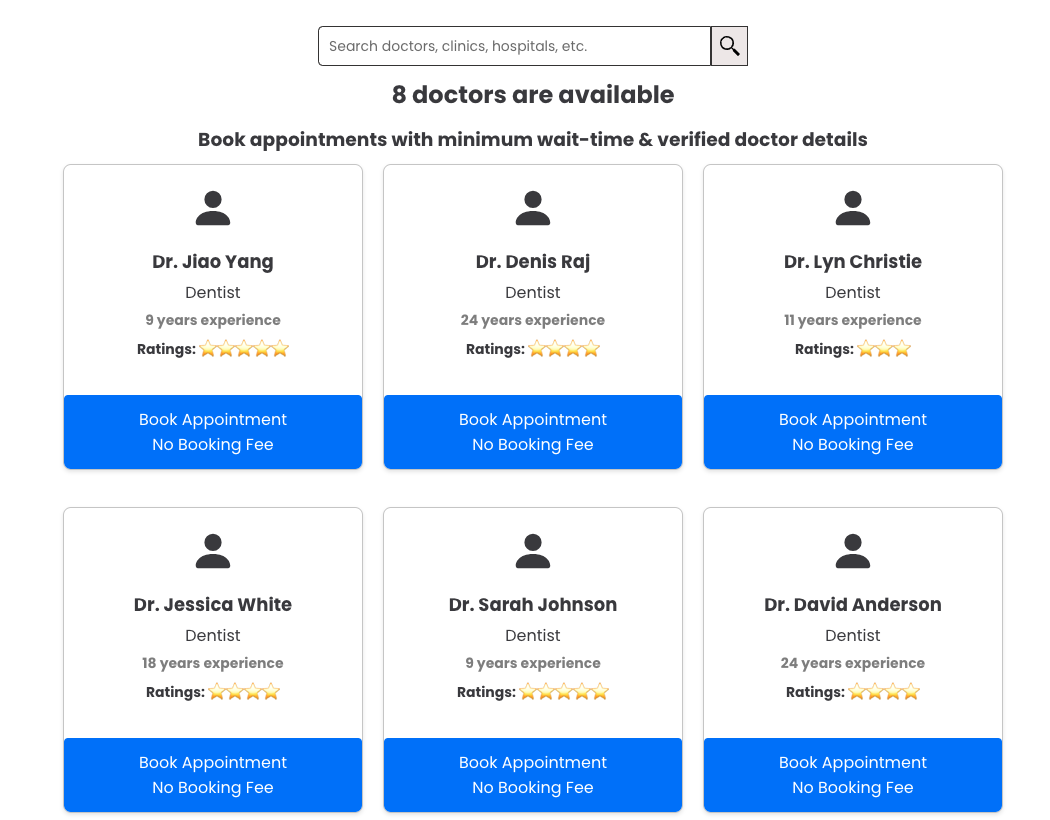 Search doctors, clinics, hospitals, etc.
8 doctors are available
Book appointments with minimum wait-time & verified doctor details
Dr. Jiao Yang
Dentist
9 years experience
Ratings: ⭐⭐⭐⭐⭐
Book Appointment
No Booking Fee
Dr. Denis Raj
Dentist
24 years experience
Ratings: ⭐⭐⭐⭐
Book Appointment
No Booking Fee
Dr. Lyn Christie
Dentist
11 years experience
Ratings: ⭐⭐⭐
Book Appointment
No Booking Fee
Dr. Jessica White
Dentist
18 years experience
Ratings: ⭐⭐⭐⭐
Book Appointment
No Booking Fee
Dr. Sarah Johnson
Dentist
9 years experience
Ratings: ⭐⭐⭐⭐⭐
Book Appointment
No Booking Fee
Dr. David Anderson
Dentist
24 years experience
Ratings: ⭐⭐⭐⭐
Book Appointment
No Booking Fee